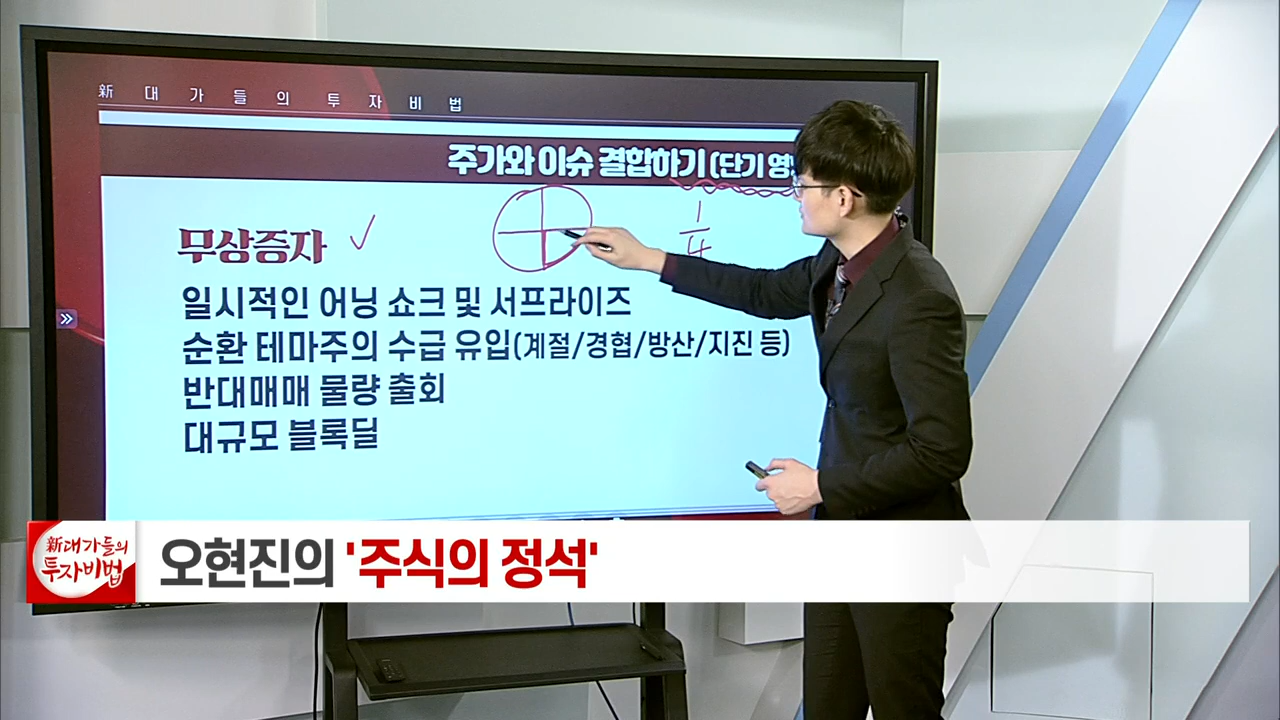 新 대 가 들 의 투 자 비 법
주가와 이슈 결합하기 (단기 영
무상증자
1/4
일시적인 어닝 쇼크 및 서프라이즈
순환 테마주의 수급 유입(계절/경협/방산/지진 등)
반대매매 물량 출회
대규모 블록딜
新대가들의
투자비법
오현진의 '주식의 정석'